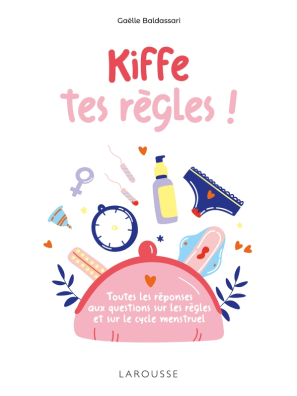 Gaëlle Baldassari
Kiffe
tes règles !
Toutes les réponses
aux questions sur les règles
et sur le cycle menstruel
LAROUSSE